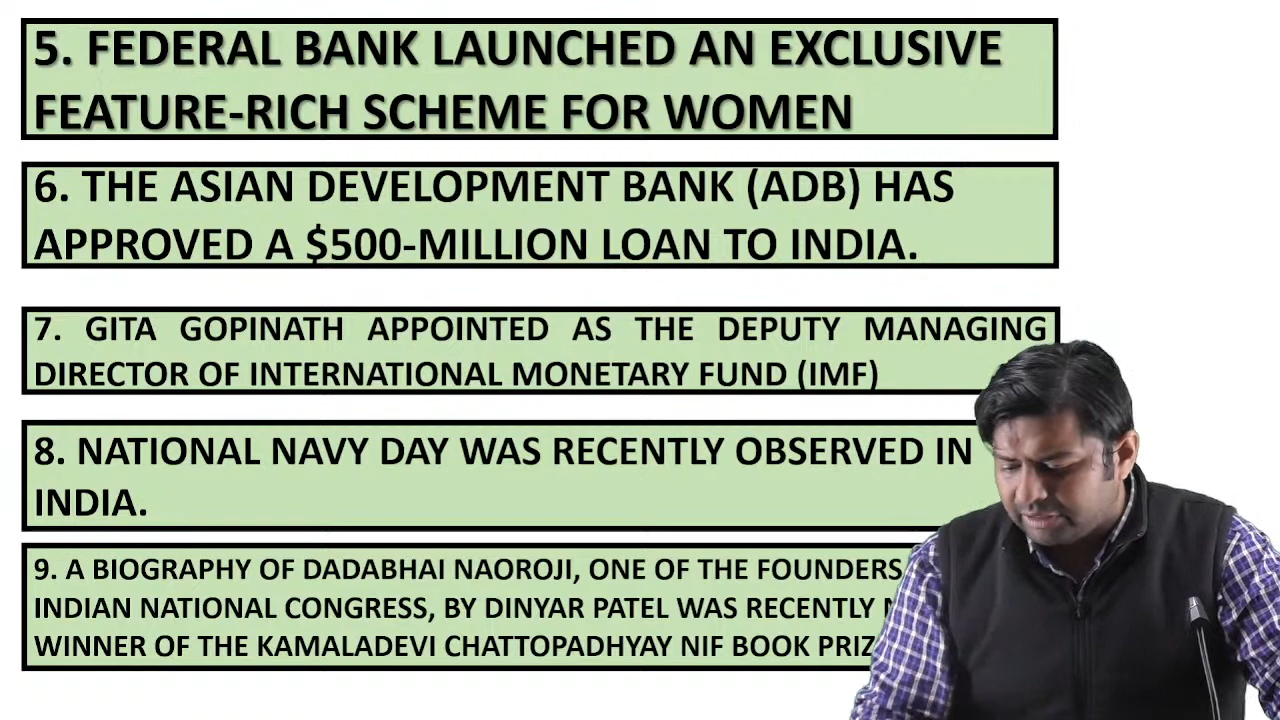 5. FEDERAL BANK LAUNCHED AN EXCLUSIVE
FEATURE-RICH SCHEME FOR WOMEN
6. THE ASIAN DEVELOPMENT BANK (ADB) HAS
APPROVED A $500-MILLION LOAN TO INDIA.
7. GITA GOPINATH APPOINTED AS THE DEPUTY MANAGING
DIRECTOR OF INTERNATIONAL MONETARY FUND (IMF)
8. NATIONAL NAVY DAY WAS RECENTLY OBSERVED IN
INDIA.
9. A BIOGRAPHY OF DADABHAI NAOROJI, ONE OF THE FOUNDERS
INDIAN NATIONAL CONGRESS, BY DINYAR PATEL WAS RECENTLY
WINNER OF THE KAMALADEVI CHATTOPADHYAY NIF BOOK